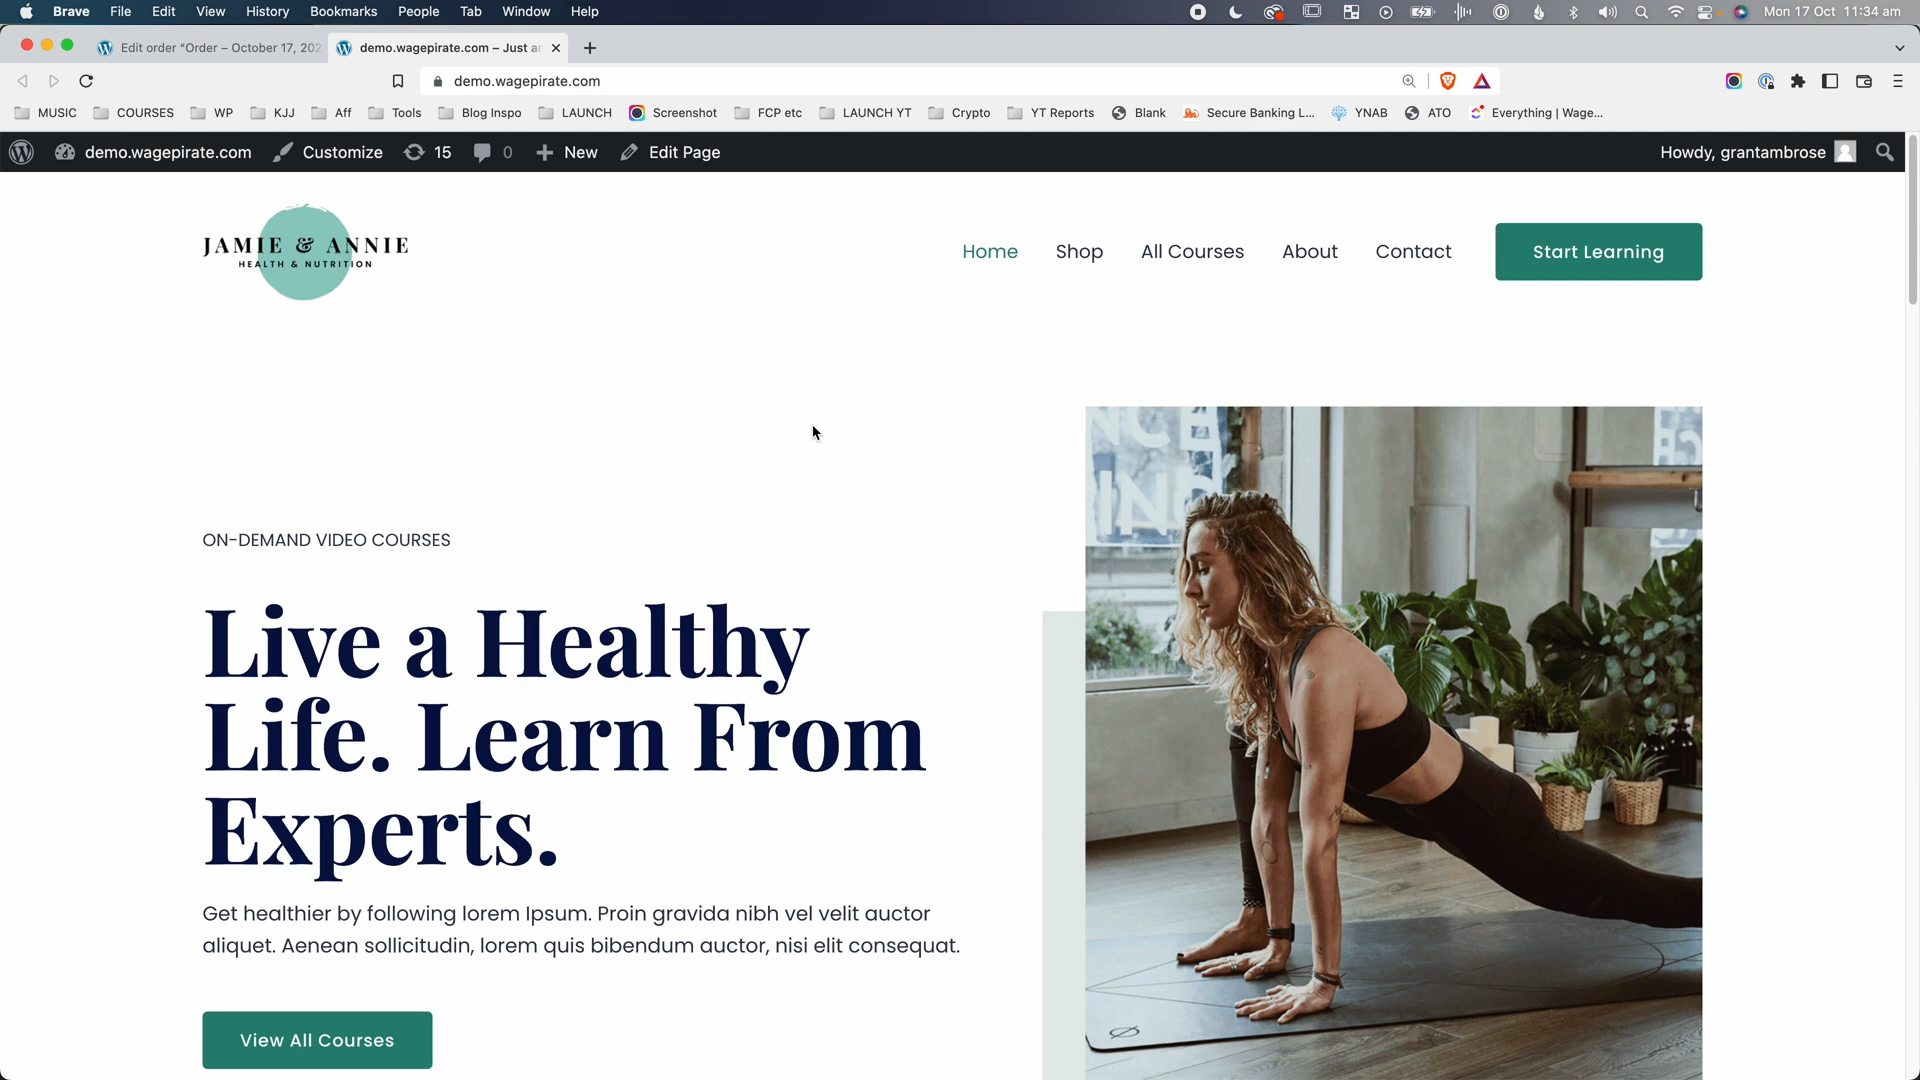 Brave File Edit View History Bookmarks People Tab Window Help Mon 17 Oct 11:34 am
Edit order “Order – October 17, 202 demo.wagepirate.com – Just a
demo.wagepirate.com
MUSIC COURSES WP KJJ Aff Tools Blog Inspo LAUNCH Screenshot FCP etc LAUNCH YT Crypto YT Reports Blank Secure Banking L... YNAB ATO Everything | Wage...
demo.wagepirate.com Customize 15 0 New Edit Page Howdy, grantambrose
JAMIE & ANNIE
HEALTH & NUTRITION
Home Shop All Courses About Contact Start Learning
ON-DEMAND VIDEO COURSES
Live a Healthy
Life. Learn From
Experts.
Get healthier by following lorem Ipsum. Proin gravida nibh vel velit auctor
aliquet. Aenean sollicitudin, lorem quis bibendum auctor, nisi elit consequat.
View All Courses